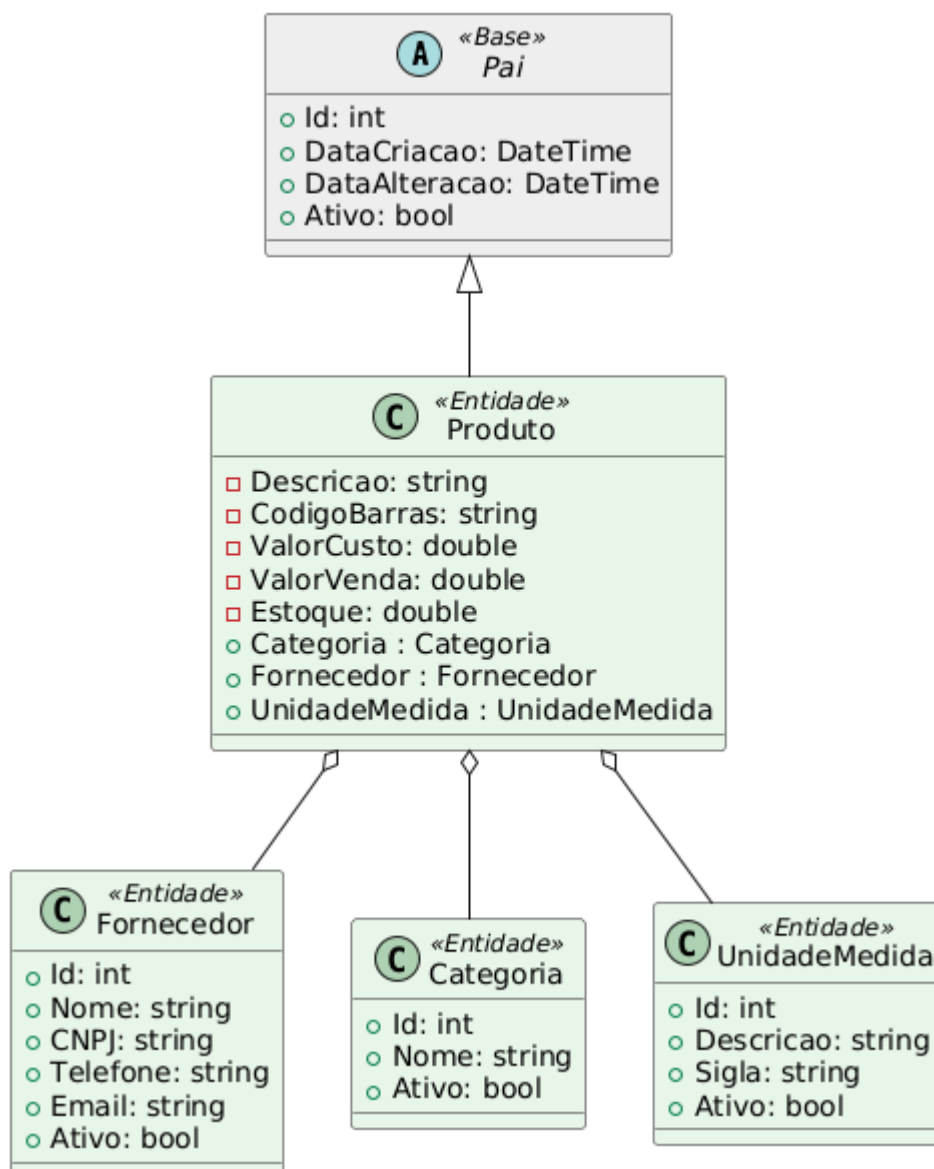 A
«Base»
Pai
Id: int
DataCriacao: DateTime
DataAlteracao: DateTime
Ativo: bool
C
«Entidade»
Produto
Descricao: string
CodigoBarras: string
ValorCusto: double
ValorVenda: double
Estoque: double
Categoria : Categoria
Fornecedor : Fornecedor
UnidadeMedida : UnidadeMedida
C
«Entidade»
Fornecedor
Id: int
Nome: string
CNPJ: string
Telefone: string
Email: string
Ativo: bool
C
«Entidade»
Categoria
Id: int
Nome: string
Ativo: bool
C
«Entidade»
UnidadeMedida
Id: int
Descricao: string
Sigla: string
Ativo: bool